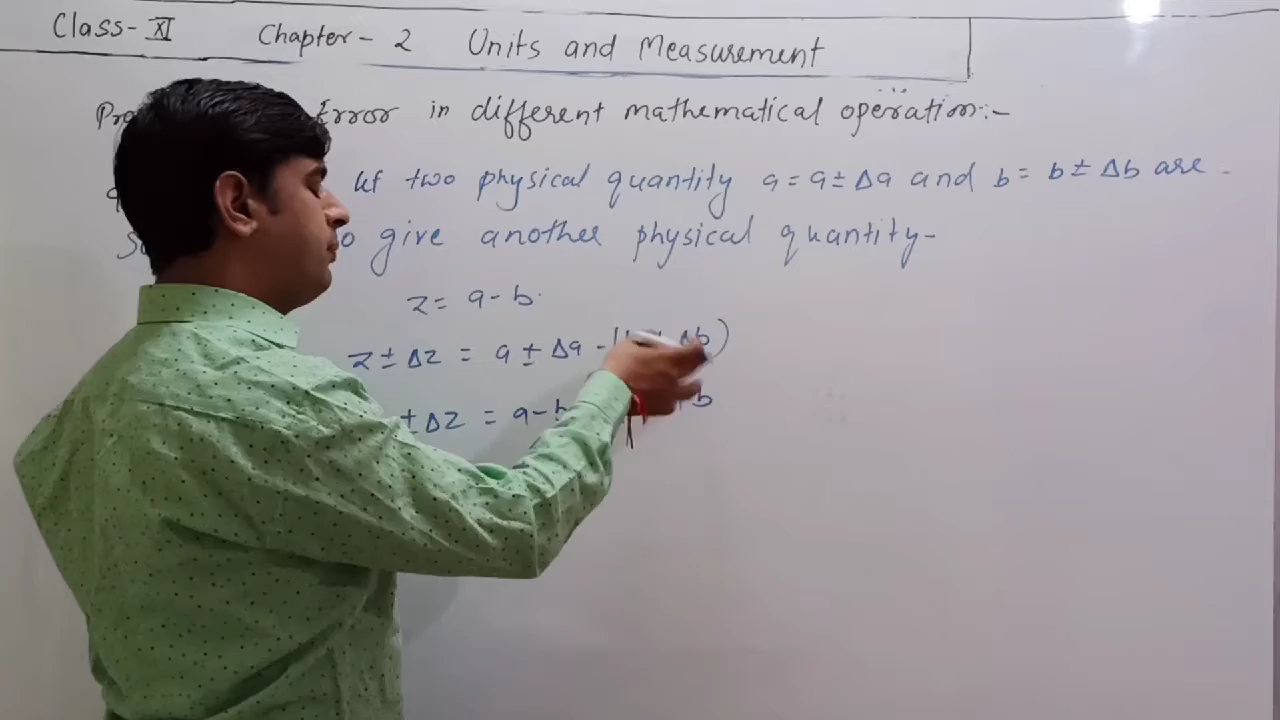 Class- XI Chapter- 2 Units and Measurement
Error in different mathematical operation:-
two physical quantity a = a ± Δa and b = b ± Δb are
give another physical quantity-
z = a - b
z ± Δz = a ± Δa - Δb)
± Δz = a - b b